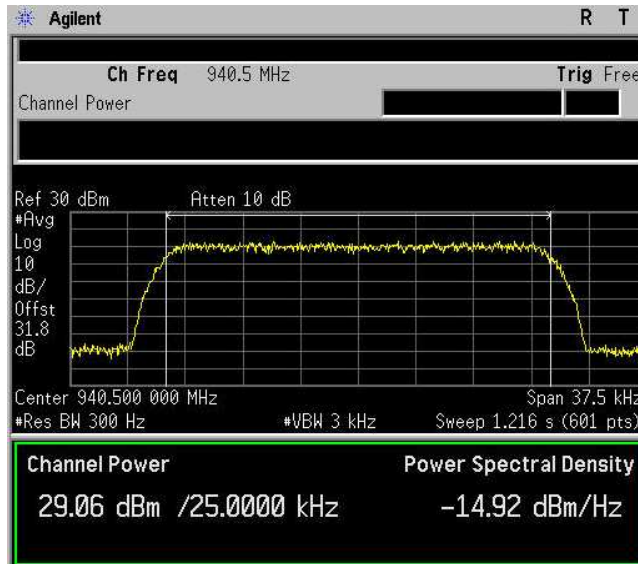 Agilent R T
Ch Freq 940.5 MHz Trig Free
Channel Power
Ref 30 dBm Atten 10 dB
#Avg
Log
10
dB/
Offst
31.8
dB
Center 940.500 000 MHz Span 37.5 kHz
#Res BW 300 Hz #VBW 3 kHz Sweep 1.216 s (601 pts)
Channel Power Power Spectral Density
29.06 dBm /25.0000 kHz -14.92 dBm/Hz